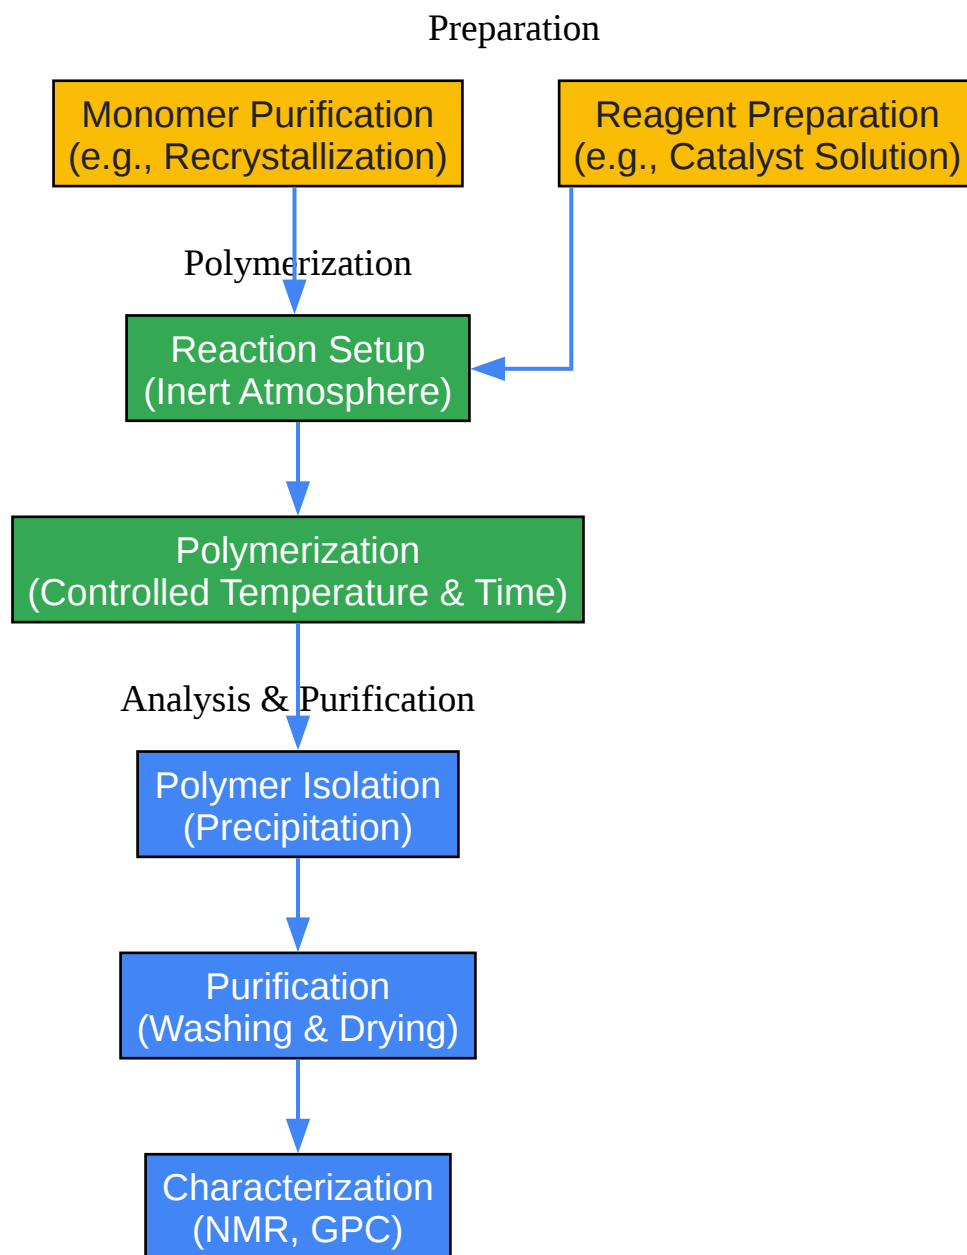 Preparation
Monomer Purification
(e.g., Recrystallization)
Reagent Preparation
(e.g., Catalyst Solution)
Polymerization
Reaction Setup
(Inert Atmosphere)
Polymerization
(Controlled Temperature & Time)
Analysis & Purification
Polymer Isolation
(Precipitation)
Purification
(Washing & Drying)
Characterization
(NMR, GPC)